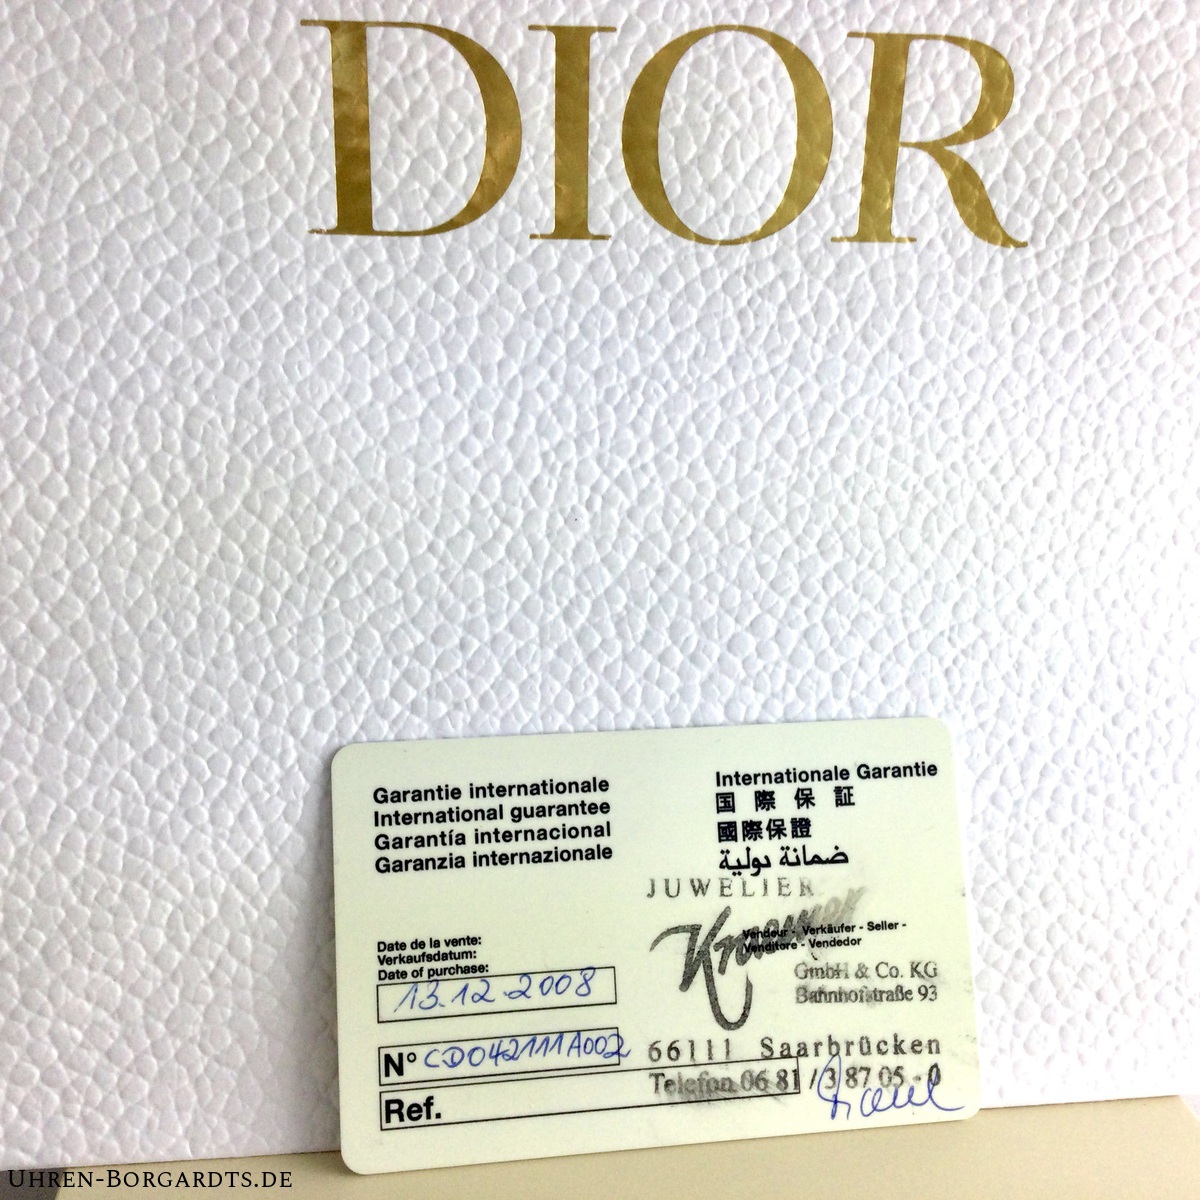 DIOR
Garantie internationale
International guarantee
Garantía internacional
Garanzia internazionale
Internationale Garantie
国際保証
國際保證
ضمانة دولية
JUWELIER
Kramer
Vendeur - Verkäufer - Seller -
Venditore - Vendedor
GmbH & Co. KG
Bahnhofstraße 93
66111 Saarbrücken
Telefon 06 81 / 3 87 05 - 0
Date de la vente:
Verkaufsdatum:
Date of purchase:
13.12.2008
N° CD042111A002
Ref.
UHREN-BORGARDTS.DE